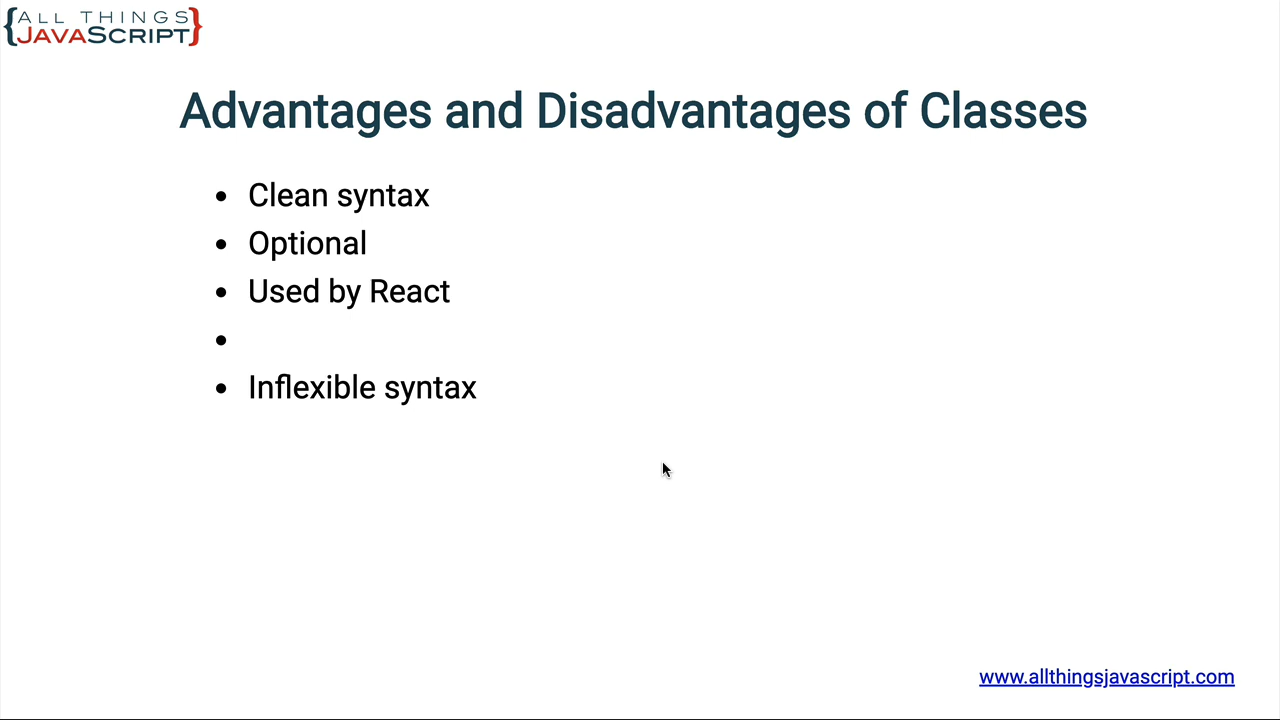 {ALL THINGS
JAVASCRIPT}
Advantages and Disadvantages of Classes
• Clean syntax
• Optional
• Used by React
•
• Inflexible syntax
www.allthingsjavascript.com